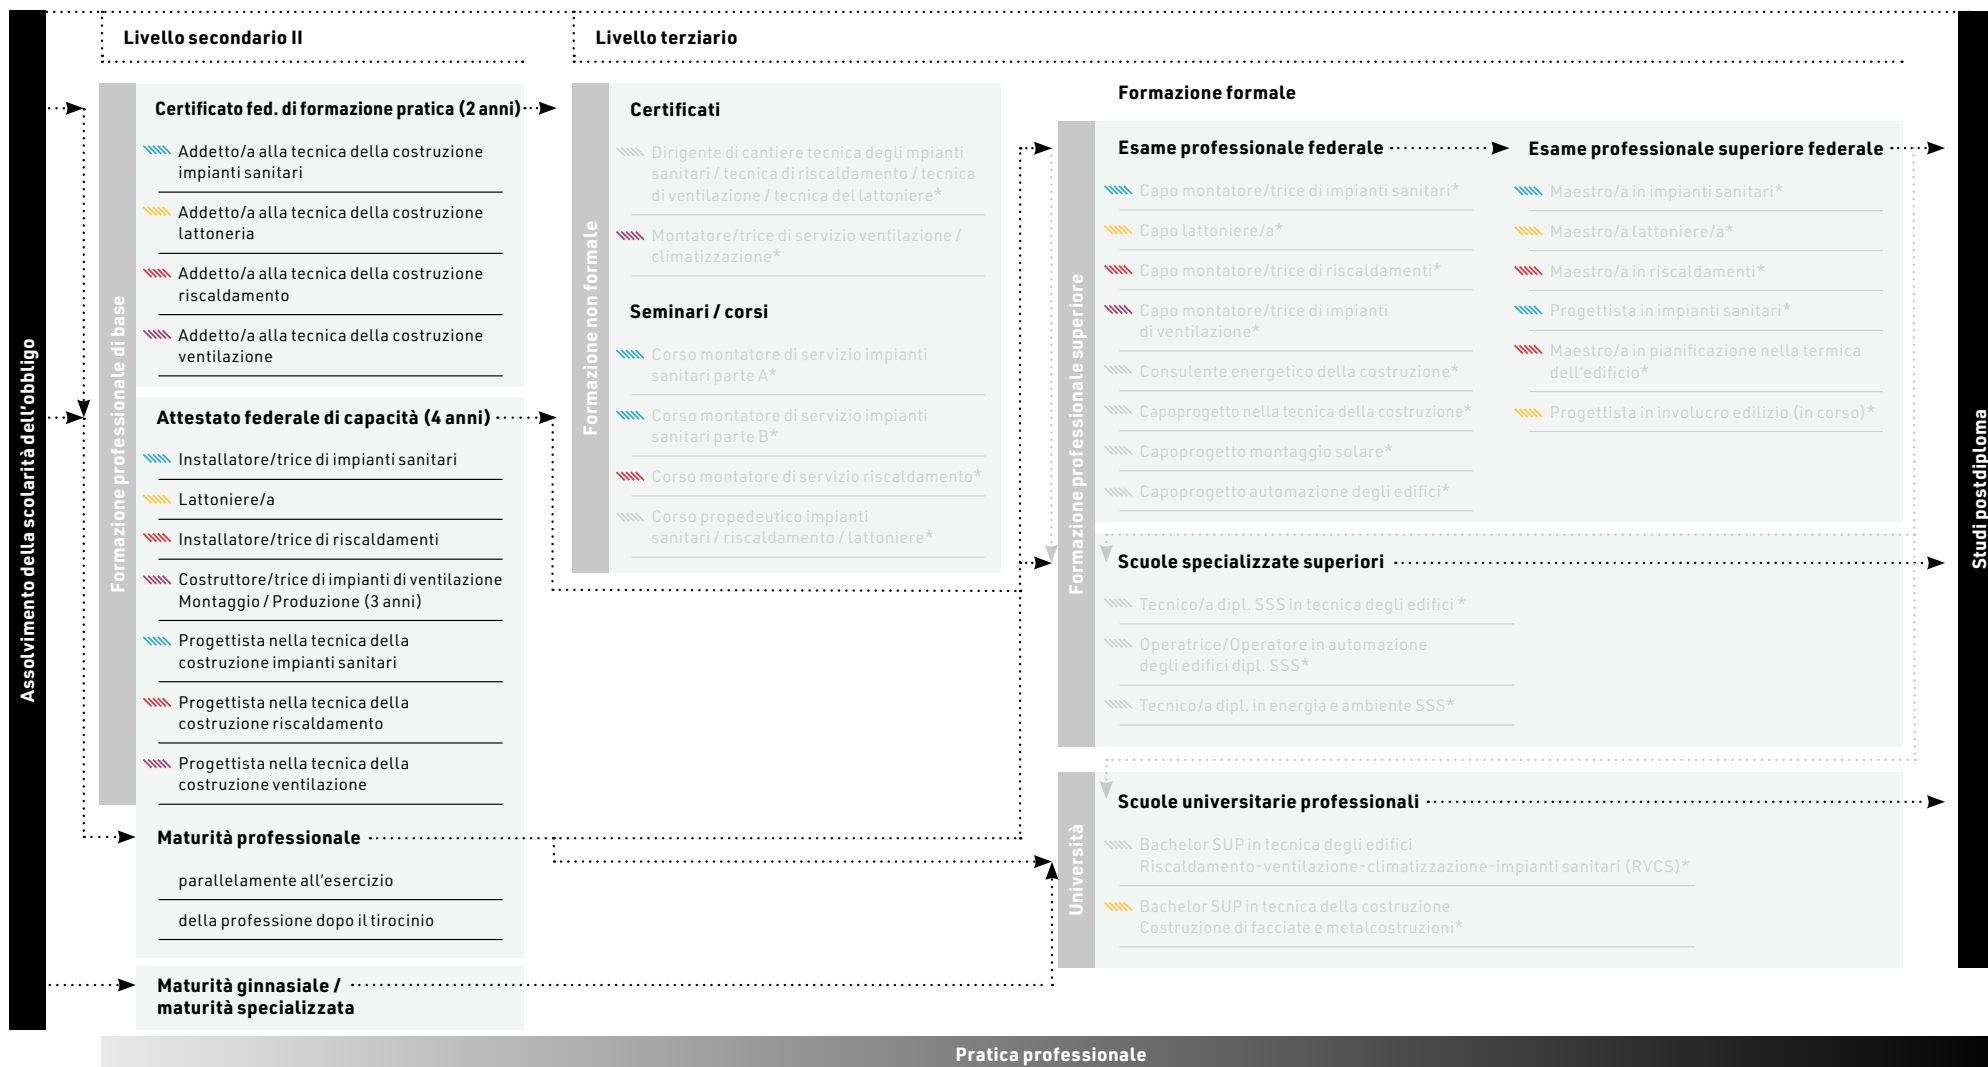 Livello secondario II
Livello terziario
Assolvimento della scolarità dell'obbligo
Formazione professionale di base
Certificato fed. di formazione pratica (2 anni)
Addetto/a alla tecnica della costruzione
impianti sanitari
Addetto/a alla tecnica della costruzione
lattoneria
Addetto/a alla tecnica della costruzione
riscaldamento
Addetto/a alla tecnica della costruzione
ventilazione
Attestato federale di capacità (4 anni)
Installatore/trice di impianti sanitari
Lattoniere/a
Installatore/trice di riscaldamenti
Costruttore/trice di impianti di ventilazione
Montaggio / Produzione (3 anni)
Progettista nella tecnica della
costruzione impianti sanitari
Progettista nella tecnica della
costruzione riscaldamento
Progettista nella tecnica della
costruzione ventilazione
Maturità professionale
parallelamente all'esercizio
della professione dopo il tirocinio
Maturità ginnasiale /
maturità specializzata
Formazione non formale
Certificati
Dirigente di cantiere tecnica degli mpianti
sanitari / tecnica di riscaldamento / tecnica
di ventilazione / tecnica del lattoniere*
Montatore/trice di servizio ventilazione /
climatizzazione*
Seminari / corsi
Corso montatore di servizio impianti
sanitari parte A*
Corso montatore di servizio impianti
sanitari parte B*
Corso montatore di servizio riscaldamento*
Corso propedeutico impianti
sanitari / riscaldamento / lattoniere*
Formazione formale
Formazione professionale superiore
Esame professionale federale
Capo montatore/trice di impianti sanitari*
Capo lattoniere/a*
Capo montatore/trice di riscaldamenti*
Capo montatore/trice di impianti
di ventilazione*
Consulente energetico della costruzione*
Capoprogetto nella tecnica della costruzione*
Capoprogetto montaggio solare*
Capoprogetto automazione degli edifici*
Esame professionale superiore federale
Maestro/a in impianti sanitari*
Maestro/a lattoniere/a*
Maestro/a in riscaldamenti*
Progettista in impianti sanitari*
Maestro/a in pianificazione nella termica
dell'edificio*
Progettista in involucro edilizio (in corso)*
Scuole specializzate superiori
Tecnico/a dipl. SSS in tecnica degli edifici *
Operatrice/Operatore in automazione
degli edifici dipl. SSS*
Tecnico/a dipl. in energia e ambiente SSS*
Università
Scuole universitarie professionali
Bachelor SUP in tecnica degli edifici
Riscaldamento-ventilazione-climatizzazione-impianti sanitari (RVCS)*
Bachelor SUP in tecnica della costruzione
Costruzione di facciate e metalcostruzioni*
Studi postdiploma
Pratica professionale